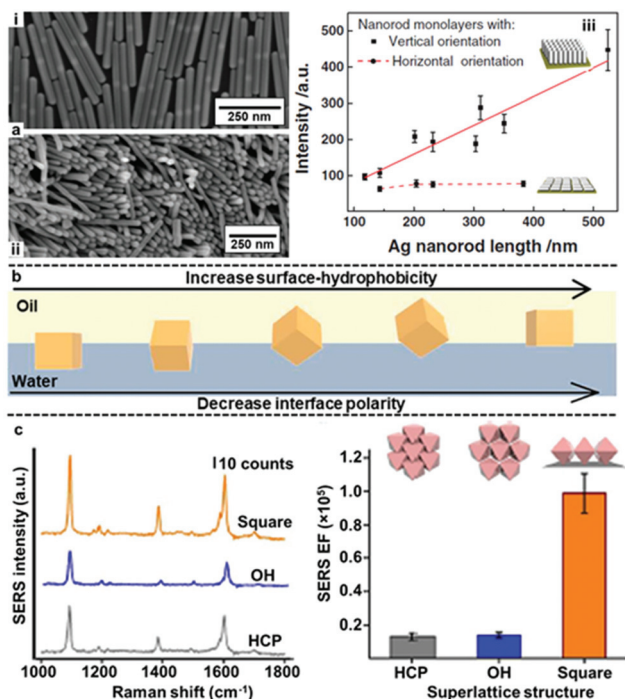 i
250 nm
a
250 nm
ii
iii
Nanorod monolayers with:
Vertical orientation
Horizontal orientation
500
400
300
200
100
Intensity /a.u.
100 200 300 400 500
Ag nanorod length /nm
b
Increase surface-hydrophobicity
Oil
Water
Decrease interface polarity
c
I 10 counts
Square
OH
HCP
SERS intensity (a.u.)
1000 1200 1400 1600 1800
Raman shift (cm⁻¹)
1.2
1.0
0.8
0.6
0.4
0.2
SERS EF (×10⁵)
HCP OH Square
Superlattice structure